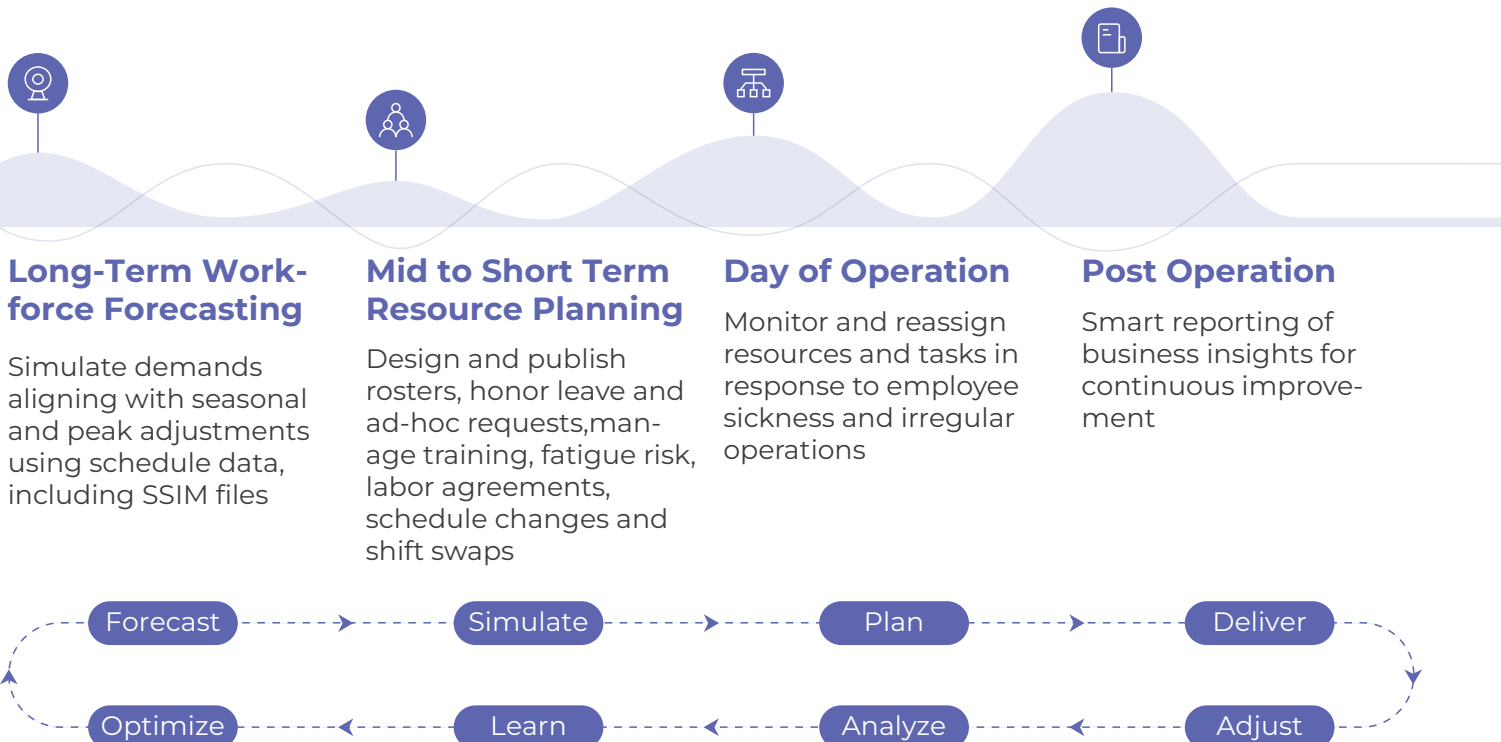 Long-Term Work-
force Forecasting
Simulate demands
aligning with seasonal
and peak adjustments
using schedule data,
including SSIM files
Mid to Short Term
Resource Planning
Design and publish
rosters, honor leave and
ad-hoc requests,man-
age training, fatigue risk,
labor agreements,
schedule changes and
shift swaps
Day of Operation
Monitor and reassign
resources and tasks in
response to employee
sickness and irregular
operations
Post Operation
Smart reporting of
business insights for
continuous improve-
ment
Forecast
Simulate
Plan
Deliver
Optimize
Learn
Analyze
Adjust